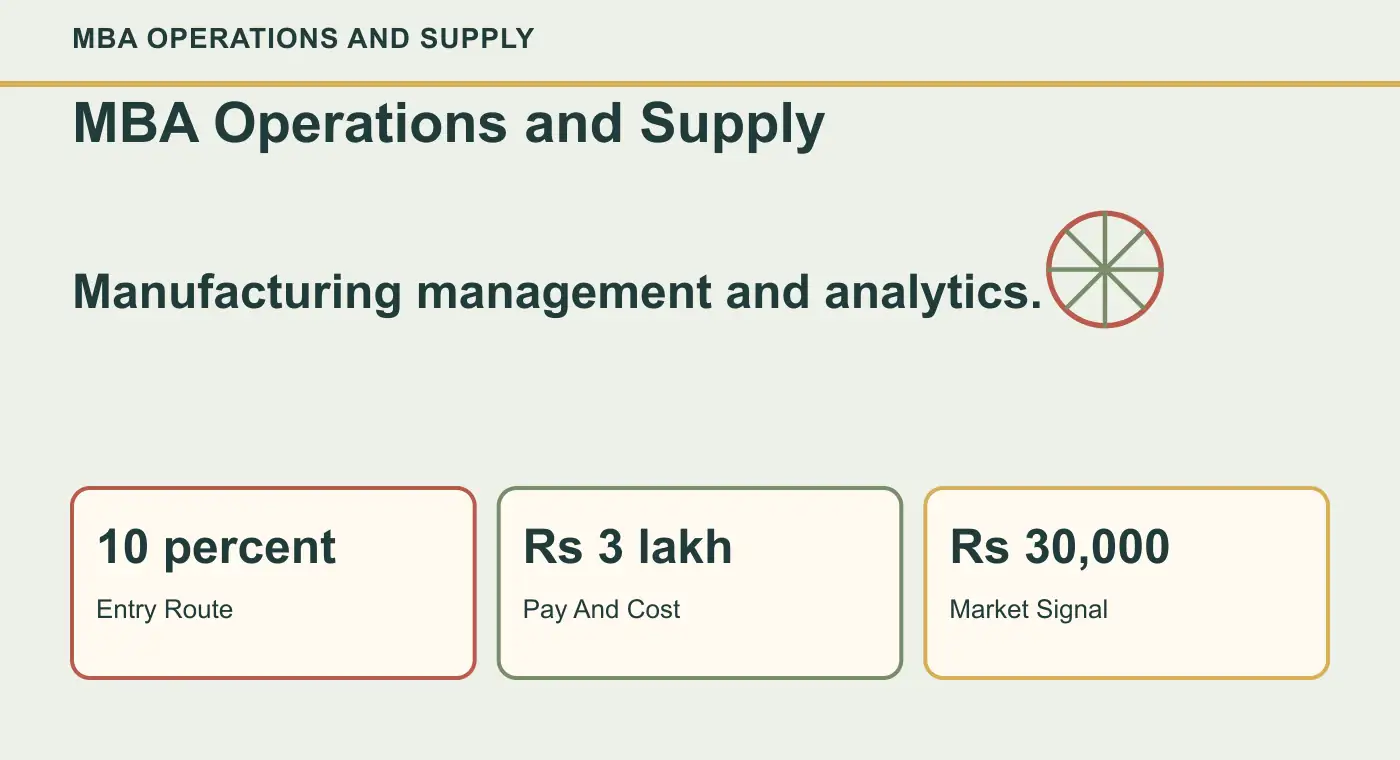 MBA OPERATIONS AND SUPPLY
MBA Operations and Supply
Manufacturing management and analytics.
10 percent
Entry Route
Rs 3 lakh
Pay And Cost
Rs 30,000
Market Signal